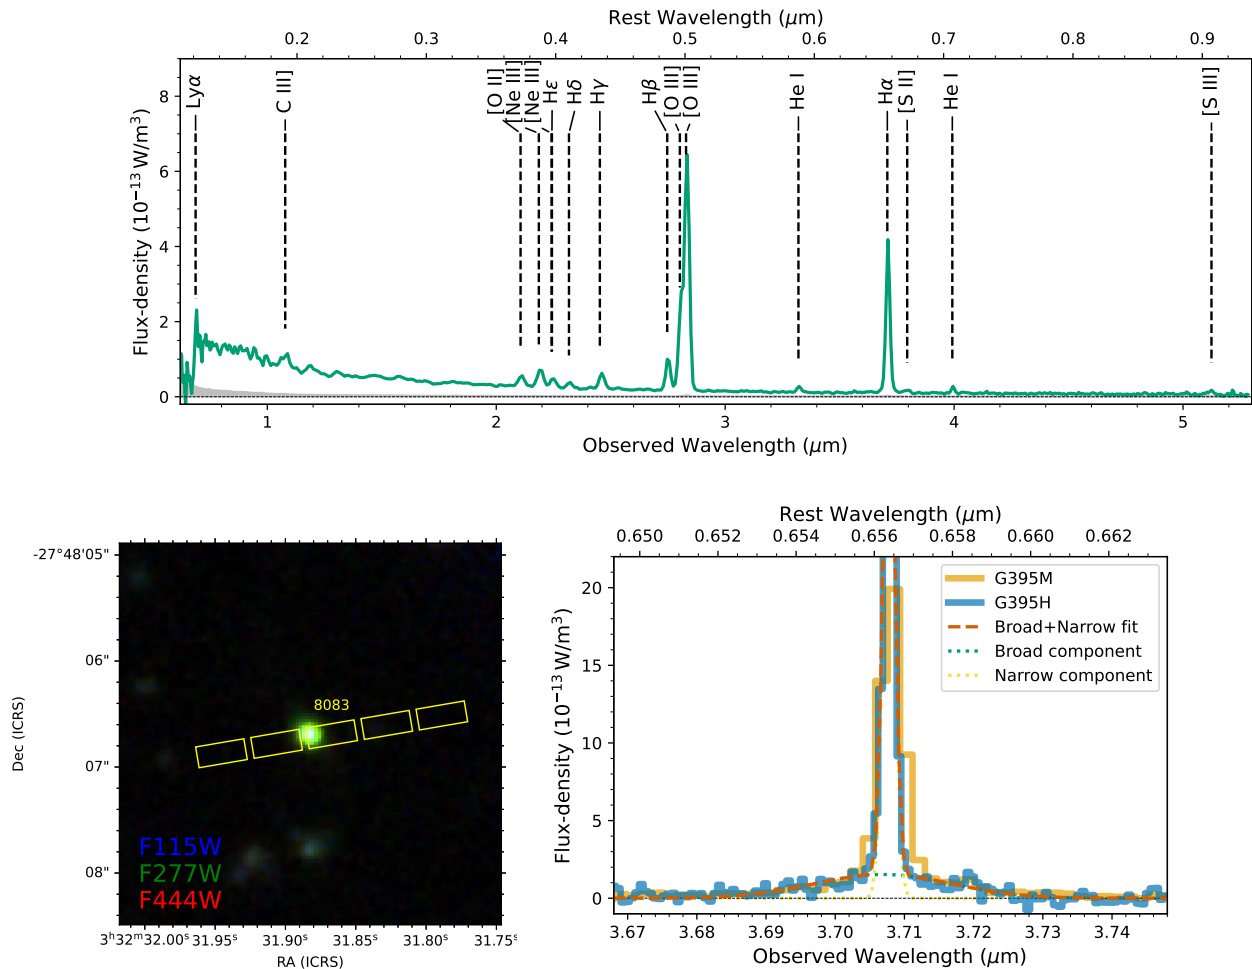 Rest Wavelength (μm)
0.2 0.3 0.4 0.5 0.6 0.7 0.8 0.9
Lyα
C III]
[O II]
[Ne III]
[Ne III]
Hε
Hδ
Hγ
Hβ
[O III]
[O III]
He I
Hα
[S II]
He I
[S III]
Flux-density (10⁻¹³ W/m³)
8
6
4
2
0
1 2 3 4 5
Observed Wavelength (μm)
-27°48'05"
06"
07"
08"
Dec (ICRS)
8083
F115W
F277W
F444W
3ʰ32ᵐ32.00ˢ 31.95ˢ 31.90ˢ 31.85ˢ 31.80ˢ 31.75ˢ
RA (ICRS)
Rest Wavelength (μm)
0.650 0.652 0.654 0.656 0.658 0.660 0.662
Flux-density (10⁻¹³ W/m³)
20
15
10
5
0
G395M
G395H
Broad+Narrow fit
Broad component
Narrow component
3.67 3.68 3.69 3.70 3.71 3.72 3.73 3.74
Observed Wavelength (μm)